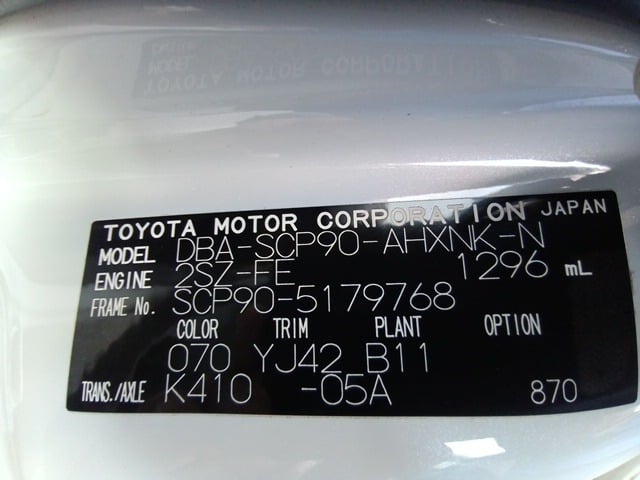 TOYOTA MOTOR CORPORATION JAPAN
MODEL DBA-SCP90-AHXNK-N
ENGINE 2SZ-FE 1296 mL
FRAME No. SCP90-5179768
COLOR TRIM PLANT OPTION
070 YJ42 B11
TRANS./AXLE K410 -05A 870